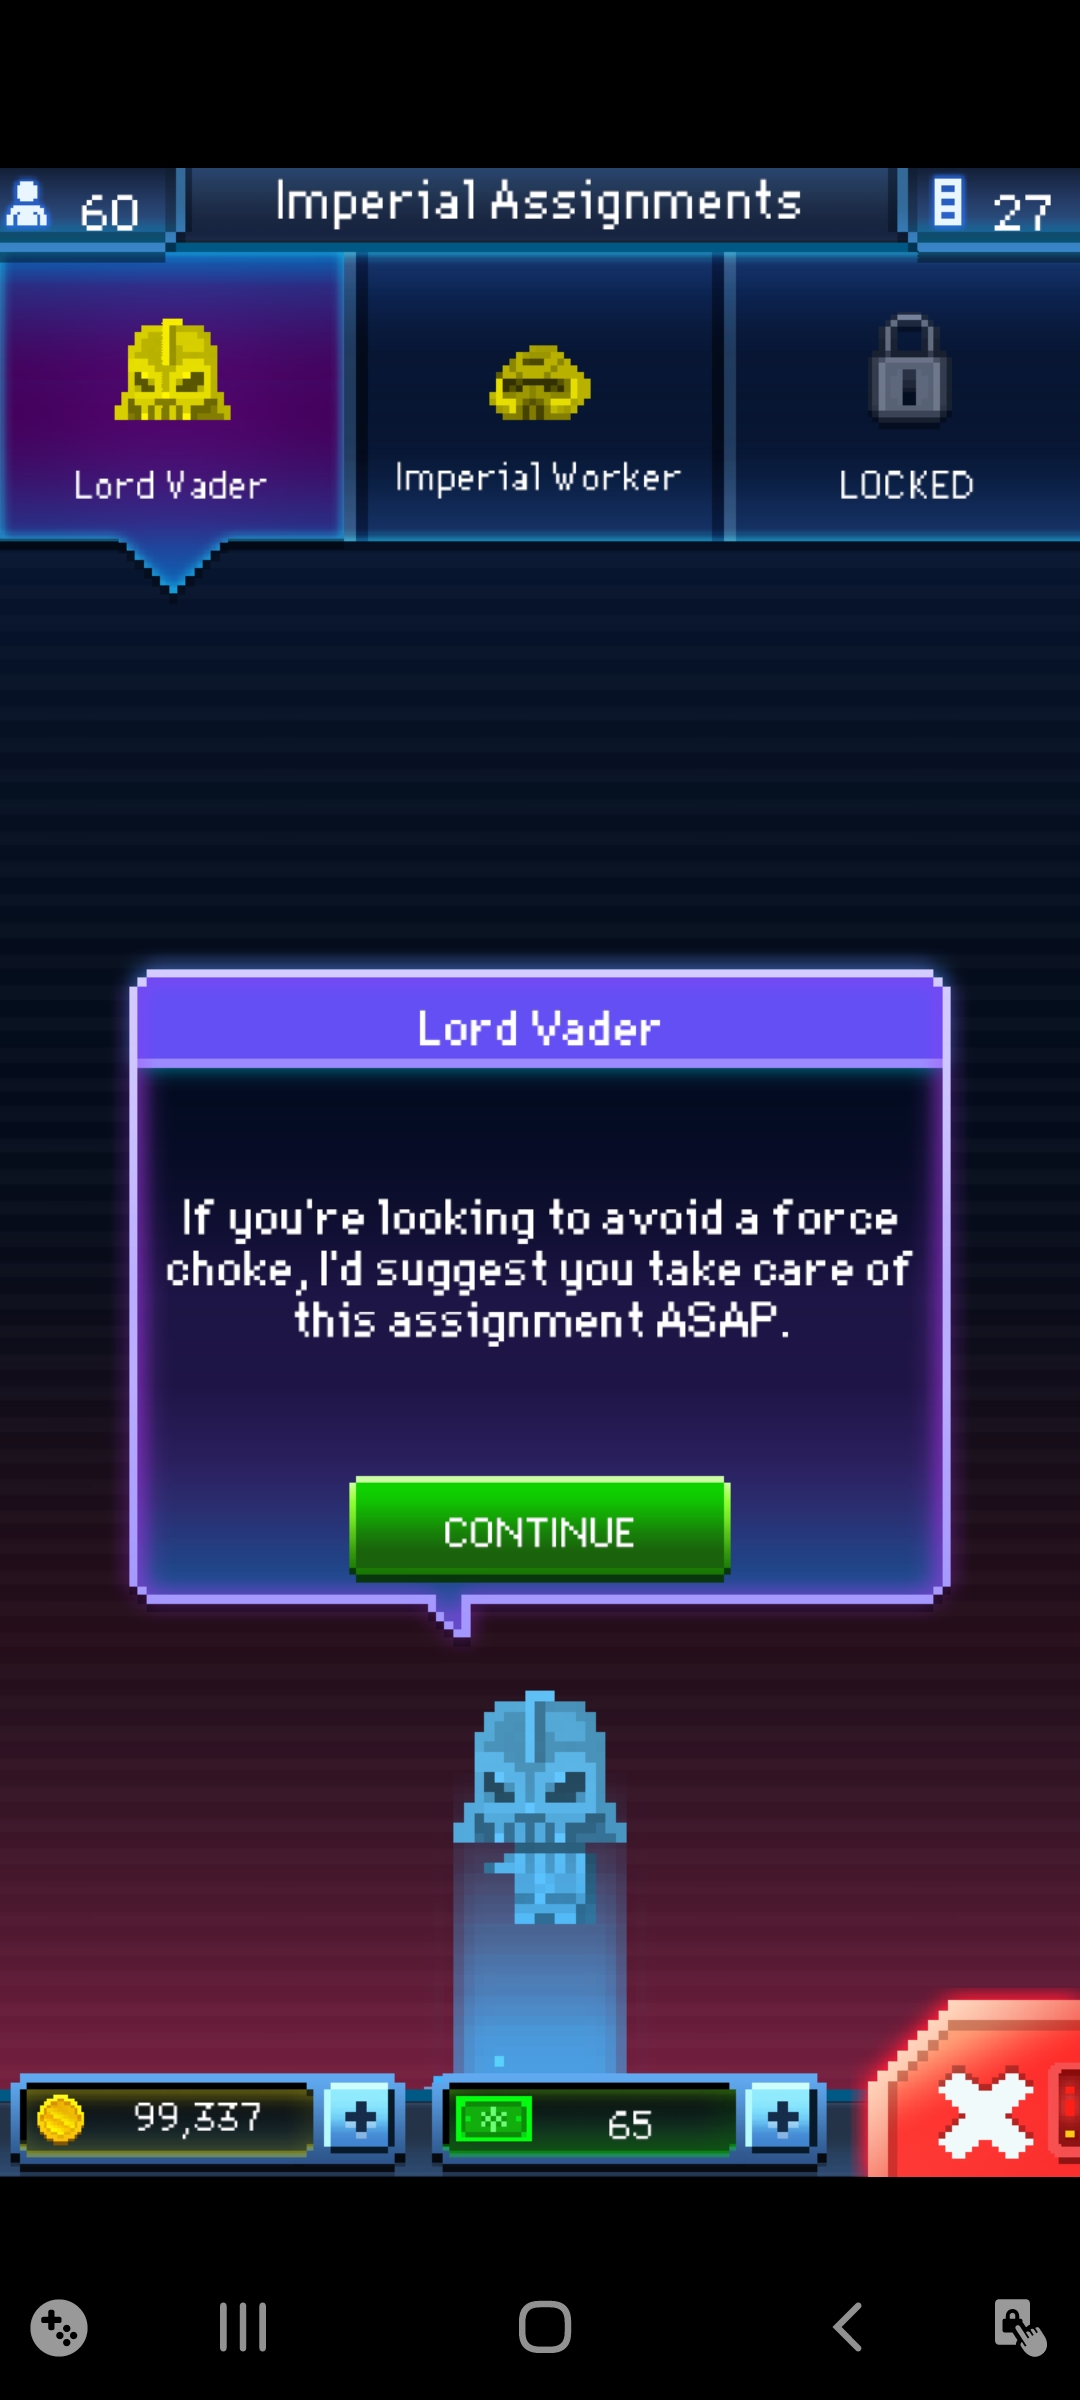 60
Imperial Assignments
27
Lord Vader
Imperial Worker
LOCKED
Lord Vader
If you're looking to avoid a force
choke, I'd suggest you take care of
this assignment ASAP.
CONTINUE
99,337
65